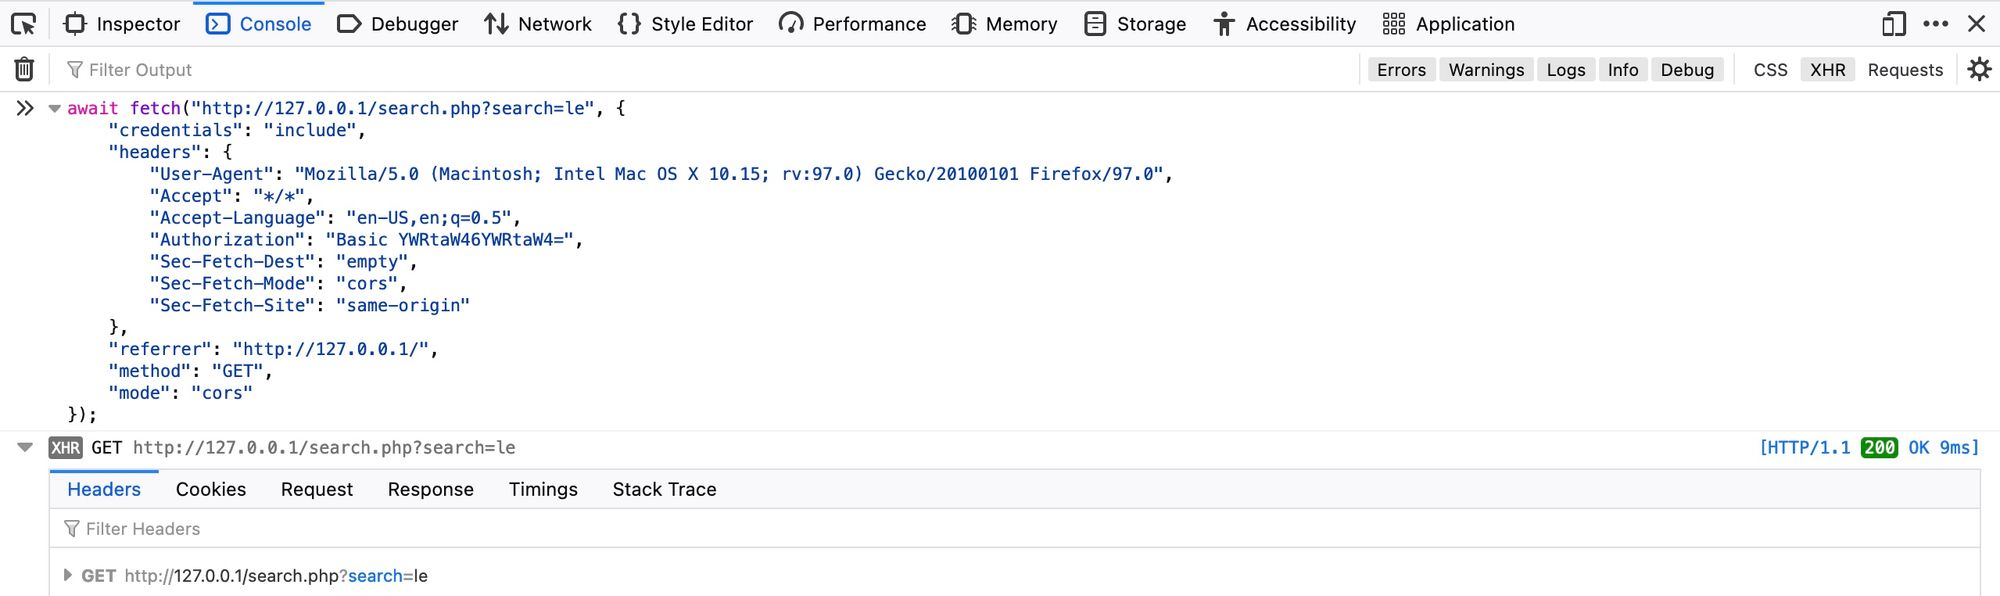 Inspector Console Debugger Network Style Editor Performance Memory Storage Accessibility Application
Filter Output Errors Warnings Logs Info Debug CSS XHR Requests
await fetch("http://127.0.0.1/search.php?search=le", {
    "credentials": "include",
    "headers": {
        "User-Agent": "Mozilla/5.0 (Macintosh; Intel Mac OS X 10.15; rv:97.0) Gecko/20100101 Firefox/97.0",
        "Accept": "*/*",
        "Accept-Language": "en-US,en;q=0.5",
        "Authorization": "Basic YWRtaW46YWRtaW4=",
        "Sec-Fetch-Dest": "empty",
        "Sec-Fetch-Mode": "cors",
        "Sec-Fetch-Site": "same-origin"
    },
    "referrer": "http://127.0.0.1/",
    "method": "GET",
    "mode": "cors"
});
XHR GET http://127.0.0.1/search.php?search=le [HTTP/1.1 200 OK 9ms]
Headers Cookies Request Response Timings Stack Trace
Filter Headers
GET http://127.0.0.1/search.php?search=le